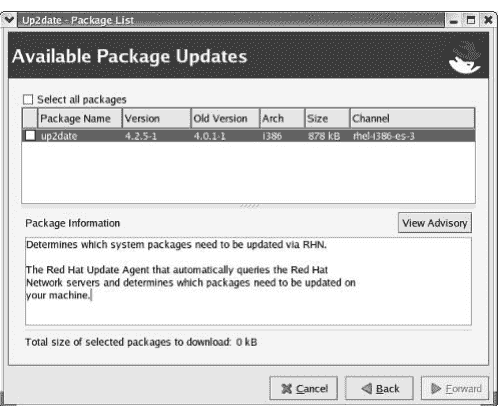 Up2date - Package List
Available Package Updates
Select all packages
Package Name Version Old Version Arch Size Channel
up2date 4.2.5-1 4.0.1-1 i386 878 kB rhel-i386-es-3
Package Information
View Advisory
Determines which system packages need to be updated via RHN.
The Red Hat Update Agent that automatically queries the Red Hat
Network servers and determines which packages need to be updated on
your machine.
Total size of selected packages to download: 0 kB
Cancel Back Forward